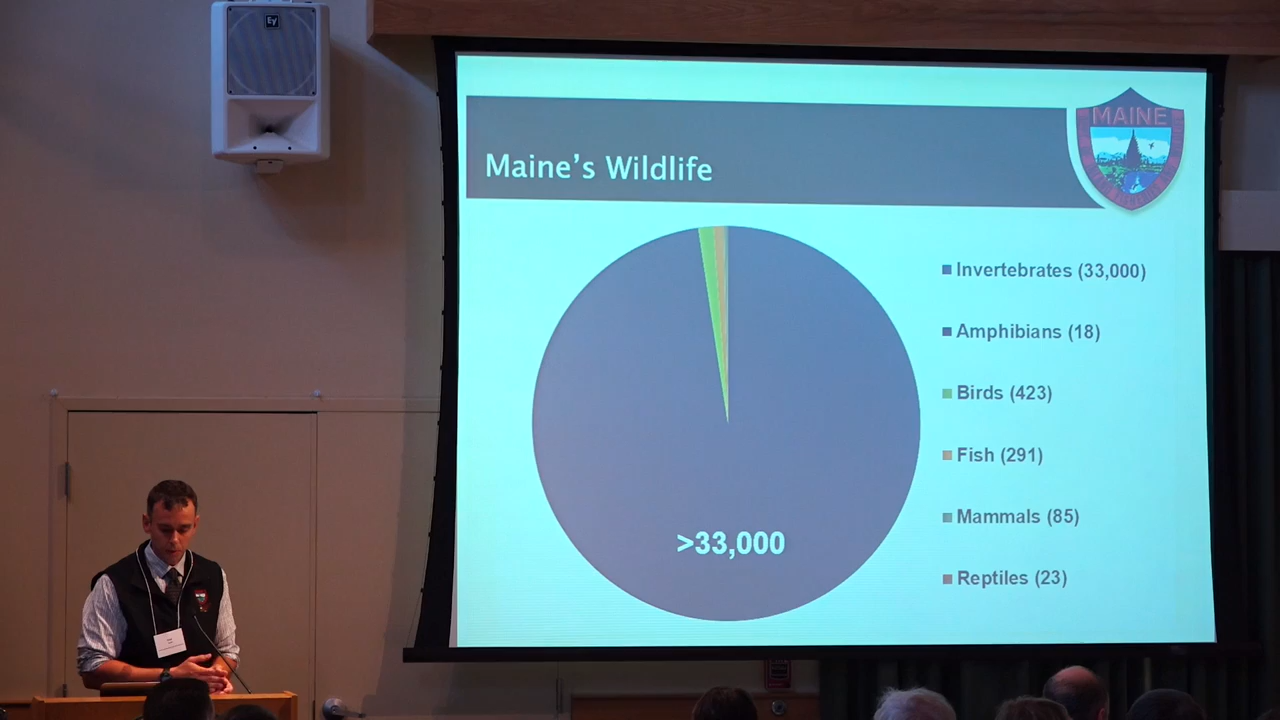 EV
MAINE
Maine's Wildlife
Invertebrates (33,000)
Amphibians (18)
Birds (423)
Fish (291)
Mammals (85)
Reptiles (23)
>33,000